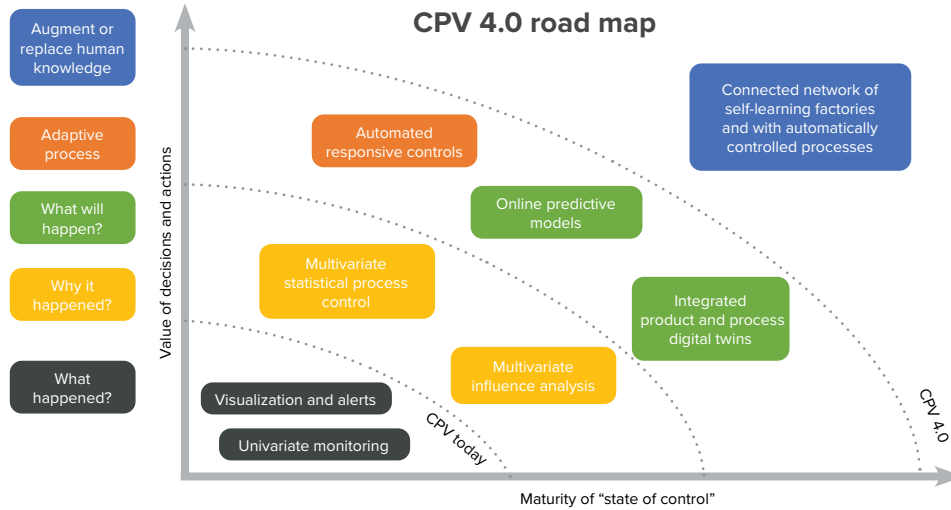 CPV 4.0 road map
Augment or
replace human
knowledge
Adaptive
process
What will
happen?
Why it
happened?
What
happened?
Value of decisions and actions
Connected network of
self-learning factories
and with automatically
controlled processes
Automated
responsive controls
Online predictive
models
Multivariate
statistical process
control
Integrated
product and process
digital twins
Multivariate
influence analysis
Visualization and alerts
Univariate monitoring
CPV today
CPV 4.0
Maturity of “state of control”